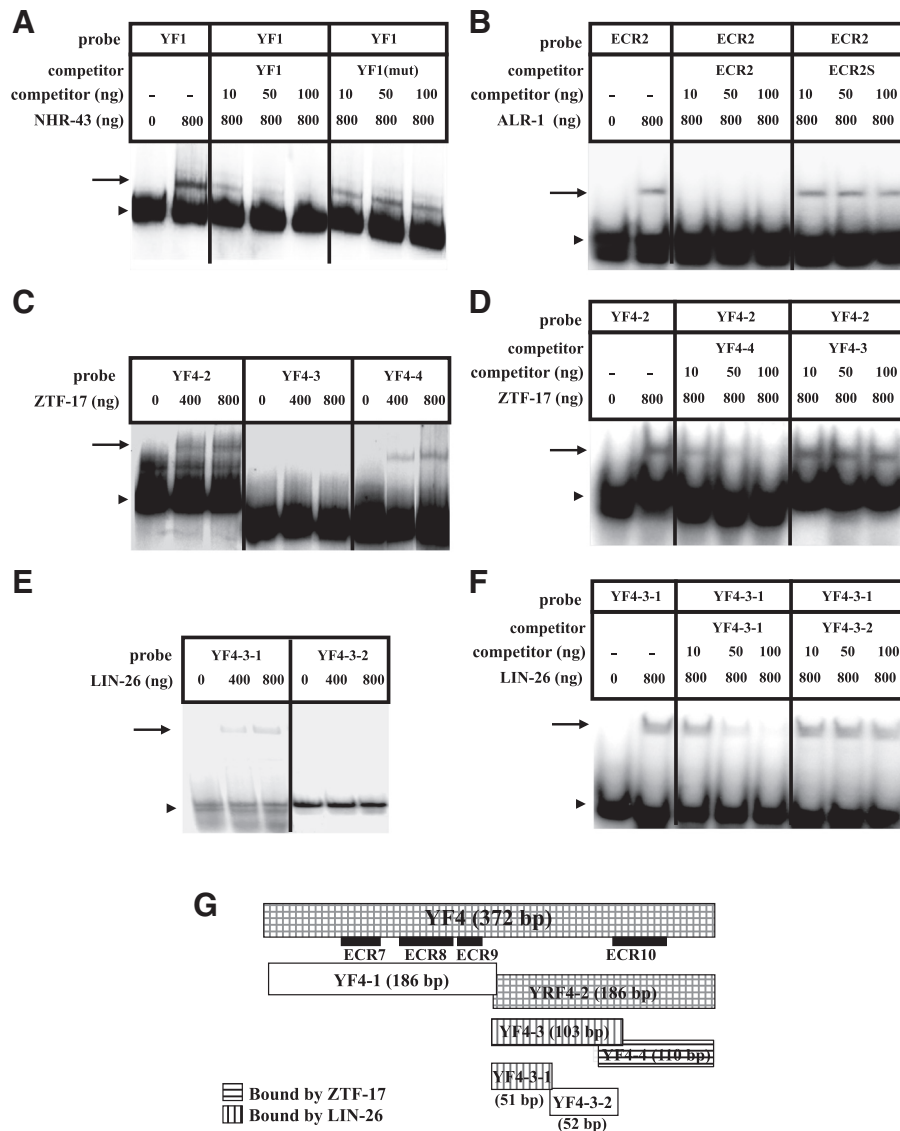 A
probe YF1 YF1 YF1
competitor YF1 YF1(mut)
competitor (ng) – – 10 50 100 10 50 100
NHR-43 (ng) 0 800 800 800 800 800 800 800
B
probe ECR2 ECR2 ECR2
competitor ECR2 ECR2S
competitor (ng) – – 10 50 100 10 50 100
ALR-1 (ng) 0 800 800 800 800 800 800 800
C
probe YF4-2 YF4-3 YF4-4
ZTF-17 (ng) 0 400 800 0 400 800 0 400 800
D
probe YF4-2 YF4-2 YF4-2
competitor YF4-4 YF4-3
competitor (ng) – – 10 50 100 10 50 100
ZTF-17 (ng) 0 800 800 800 800 800 800 800
E
probe YF4-3-1 YF4-3-2
LIN-26 (ng) 0 400 800 0 400 800
F
probe YF4-3-1 YF4-3-1 YF4-3-1
competitor YF4-3-1 YF4-3-2
competitor (ng) – – 10 50 100 10 50 100
LIN-26 (ng) 0 800 800 800 800 800 800 800
G
YF4 (372 bp)
ECR7 ECR8 ECR9 ECR10
YF4-1 (186 bp)
YRF4-2 (186 bp)
YF4-3 (103 bp)
YF4-4 (110 bp)
YF4-3-1
(51 bp)
YF4-3-2
(52 bp)
Bound by ZTF-17
Bound by LIN-26